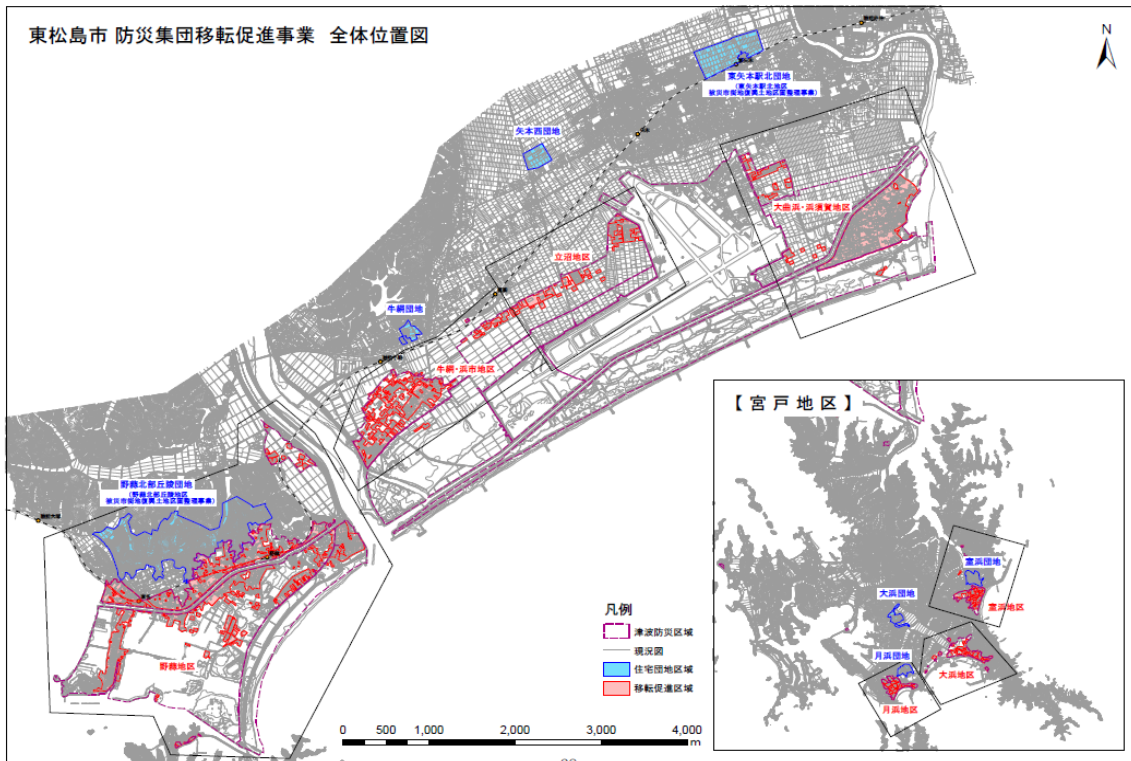 東松島市 防災集団移転促進事業 全体位置図
N
東矢本駅北団地
(東矢本駅北地区
被災市街地復興土地区画整理事業)
矢本西団地
大曲浜・浜須賀地区
立沼地区
牛網団地
牛網・浜市地区
【宮戸地区】
野蒜北部丘陵団地
(野蒜北部丘陵地区
被災市街地復興土地区画整理事業)
室浜団地
大浜団地
室浜地区
月浜団地
大浜地区
月浜地区
野蒜地区
凡例
津波防災区域
現況図
住宅団地区域
移転促進区域
0 500 1,000 2,000 3,000 4,000
m